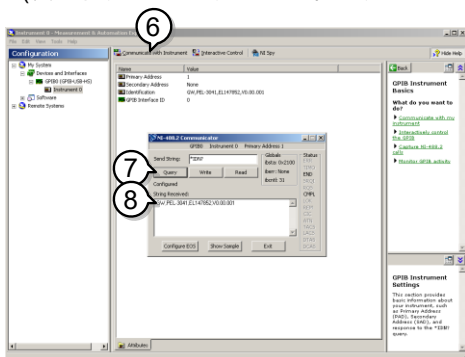 6
Instrument 0 - Measurement & Automation
File Edit View Tools Help
Configuration
Communicate with Instrument
Interactive Control
NI Spy
Hide Help
My System
Devices and Interfaces
GPIB0 (GPIB-USB-HS)
Instrument 0
Software
Remote Systems
Name Value
Primary Address 1
Secondary Address None
Identification GW,PEL-3041,EL147852,V0.00.001
GPIB Interface ID 0
Back
GPIB Instrument
Basics
What do you want to
do?
Communicate with my
instrument
Interactively control
the GPIB
Capture NI-488.2
calls
Monitor GPIB activity
NI-488.2 Communicator
GPIB0 Instrument 0 Primary Address 1
Send String: *IDN?
7
Query Write Read
Configured
8
String Received:
GW,PEL-3041,EL147852,V0.00.001
Globals
ibsta: 0x2100
iberr: None
ibcntl: 31
Status
END
CMPL
Configure EOS Show Sample Exit
GPIB Instrument
Settings
This section provides
basic information about
your instrument, such
as Primary Address
(PAD), Secondary
Address (SAD), and
response to the *IDN?
query.
Attributes